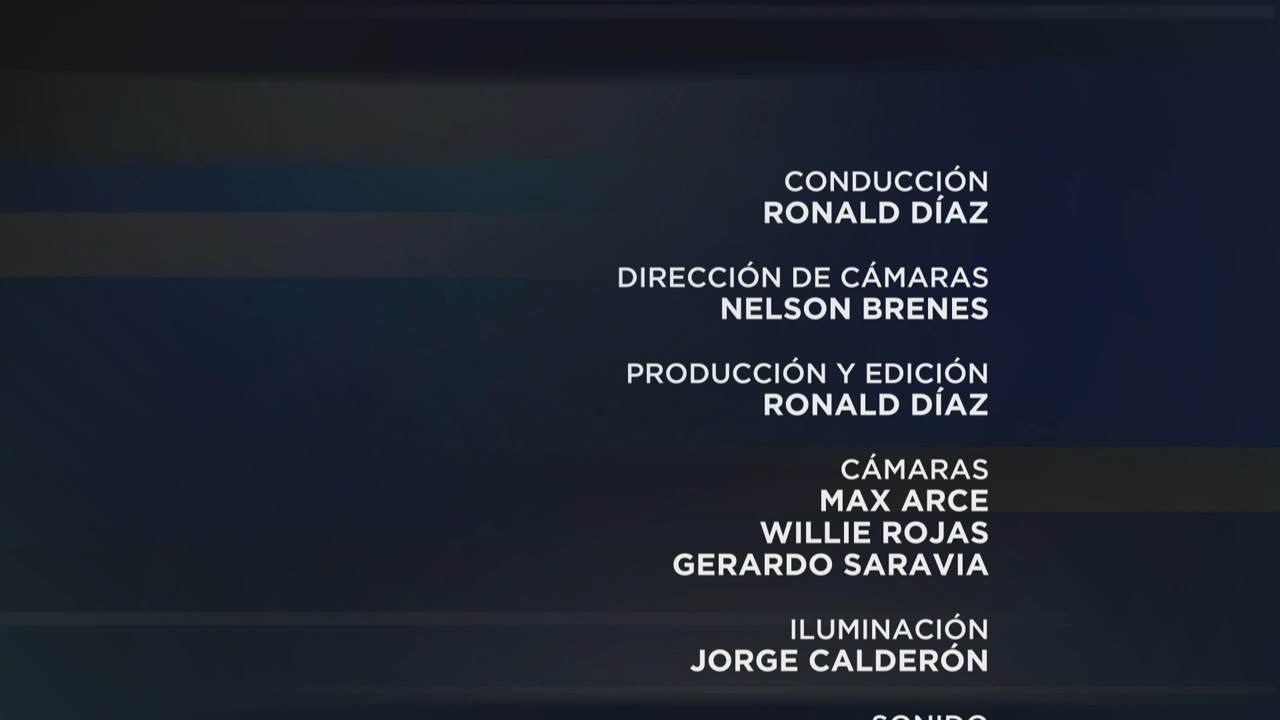 CONDUCCIÓN
RONALD DÍAZ
DIRECCIÓN DE CÁMARAS
NELSON BRENES
PRODUCCIÓN Y EDICIÓN
RONALD DÍAZ
CÁMARAS
MAX ARCE
WILLIE ROJAS
GERARDO SARAVIA
ILUMINACIÓN
JORGE CALDERÓN
SONIDO